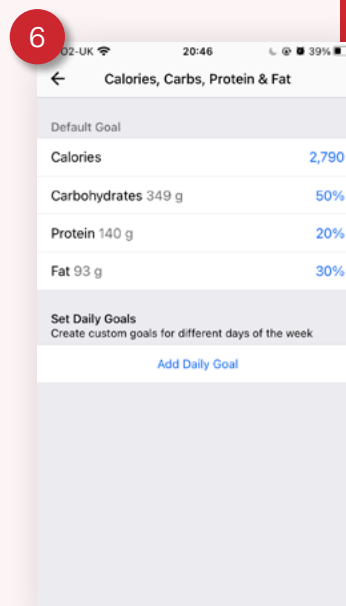 6
02-UK 20:46 39%
Calories, Carbs, Protein & Fat
Default Goal
Calories 2,790
Carbohydrates 349 g 50%
Protein 140 g 20%
Fat 93 g 30%
Set Daily Goals
Create custom goals for different days of the week
Add Daily Goal